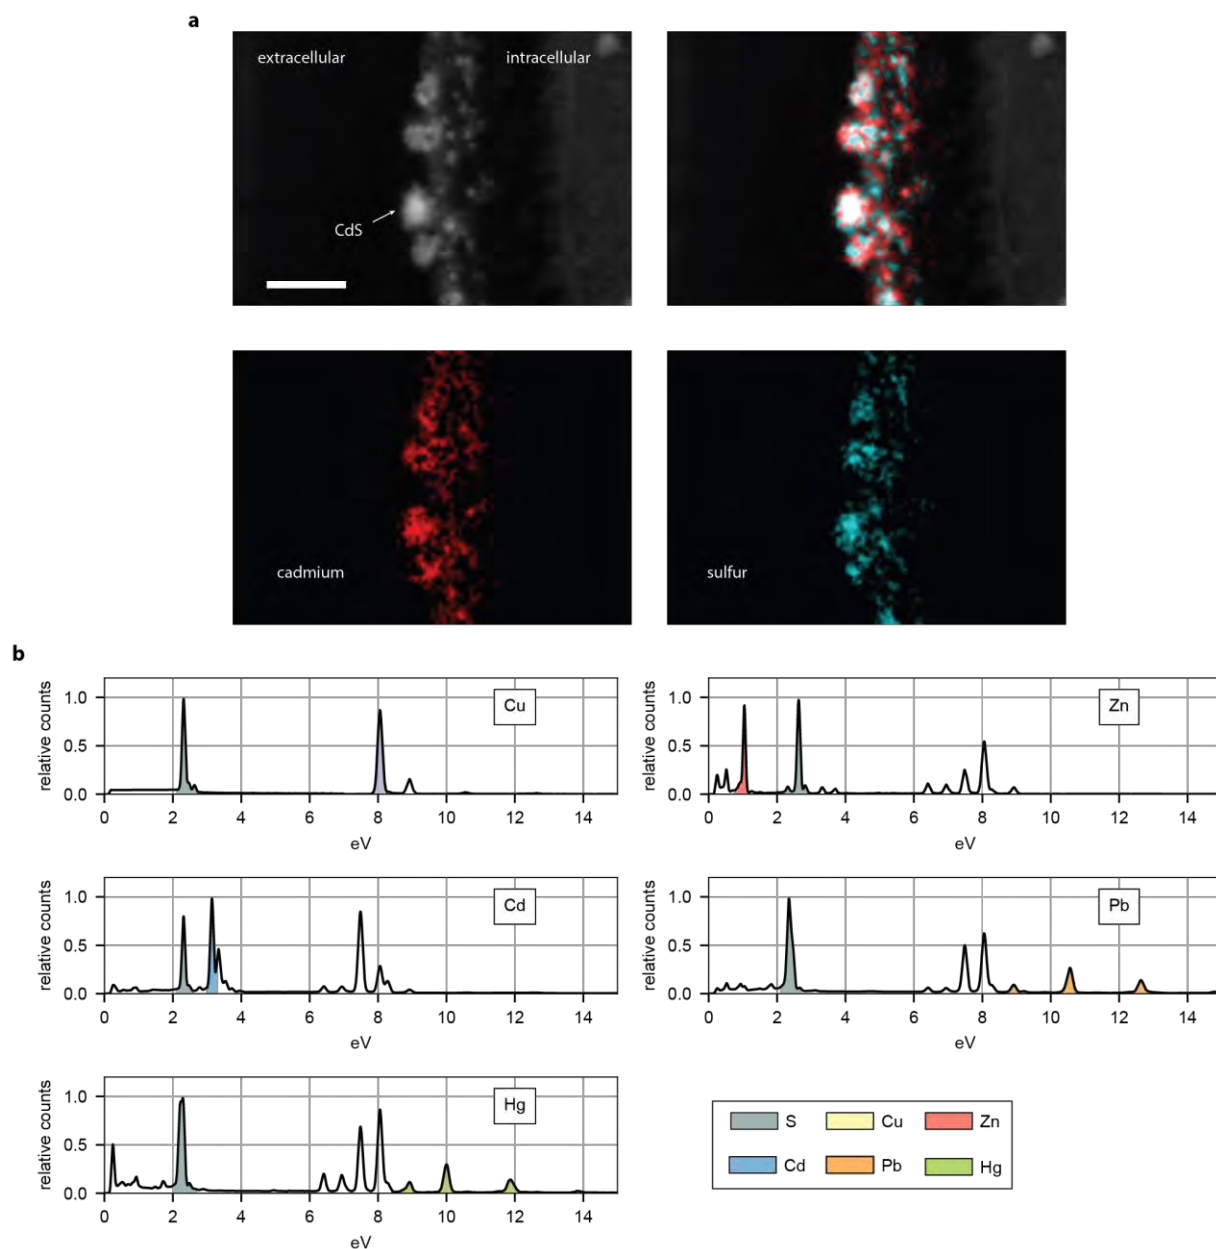 a
extracellular
intracellular
CdS
cadmium
sulfur
b
relative counts
1.0
0.5
0.0
Cu
0 2 4 6 8 10 12 14
eV
relative counts
1.0
0.5
0.0
Zn
0 2 4 6 8 10 12 14
eV
relative counts
1.0
0.5
0.0
Cd
0 2 4 6 8 10 12 14
eV
relative counts
1.0
0.5
0.0
Pb
0 2 4 6 8 10 12 14
eV
relative counts
1.0
0.5
0.0
Hg
0 2 4 6 8 10 12 14
eV
S Cu Zn
Cd Pb Hg